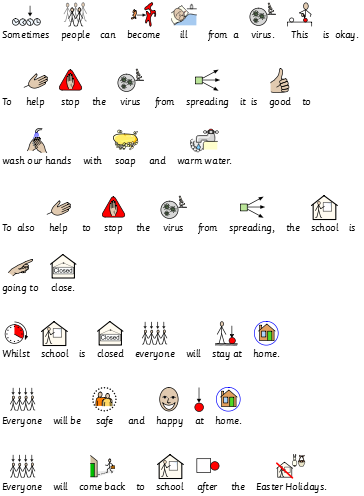 Sometimes people can become ill from a virus. This is okay.
To help stop the virus from spreading it is good to
wash our hands with soap and warm water.
To also help to stop the virus from spreading, the school is
Closed
going to close.
Closed
Whilst school is closed everyone will stay at home.
Everyone will be safe and happy at home.
Everyone will come back to school after the Easter Holidays.